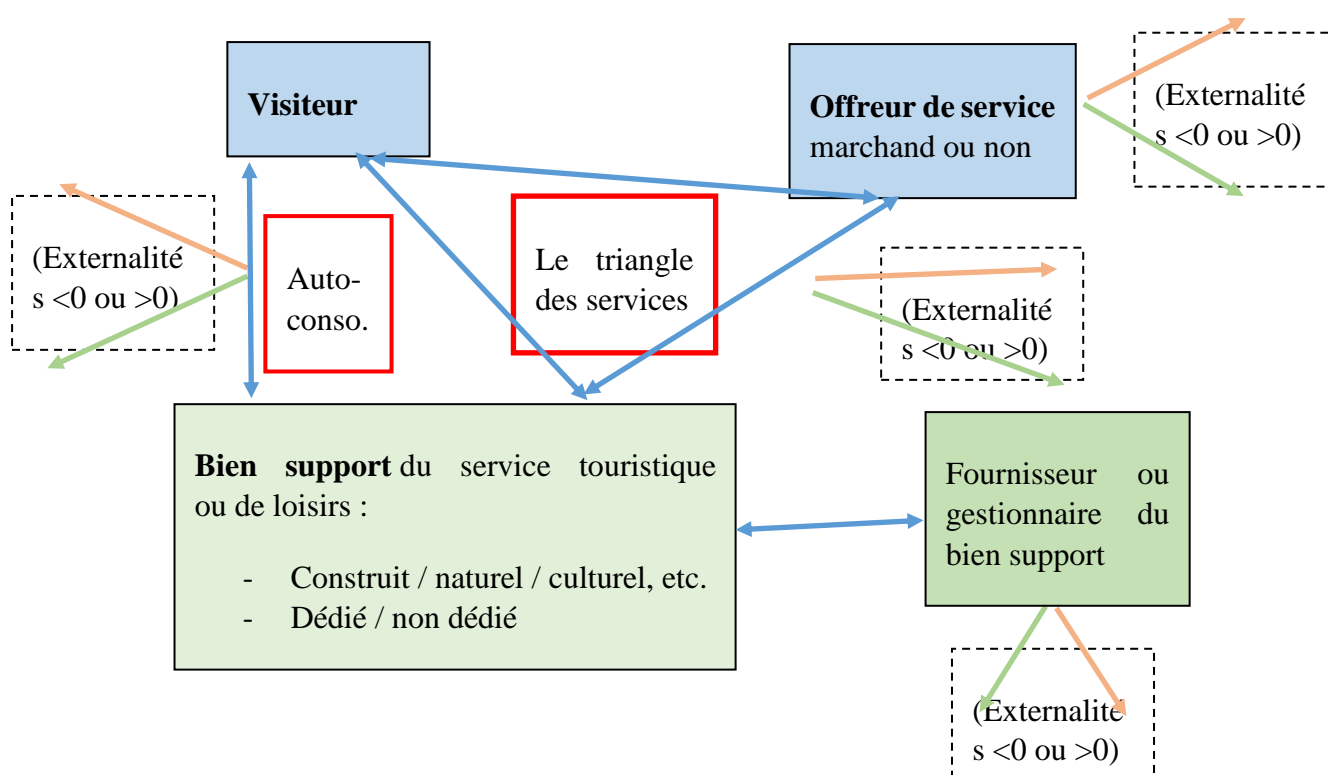 Visiteur
Offreur de service
marchand ou non
(Externalité
s <0 ou >0)
(Externalité
s <0 ou >0)
Auto-
conso.
Le triangle
des services
(Externalité
s <0 ou >0)
Bien support du service touristique
ou de loisirs :
- Construit / naturel / culturel, etc.
- Dédié / non dédié
Fournisseur ou
gestionnaire du
bien support
(Externalité
s <0 ou >0)